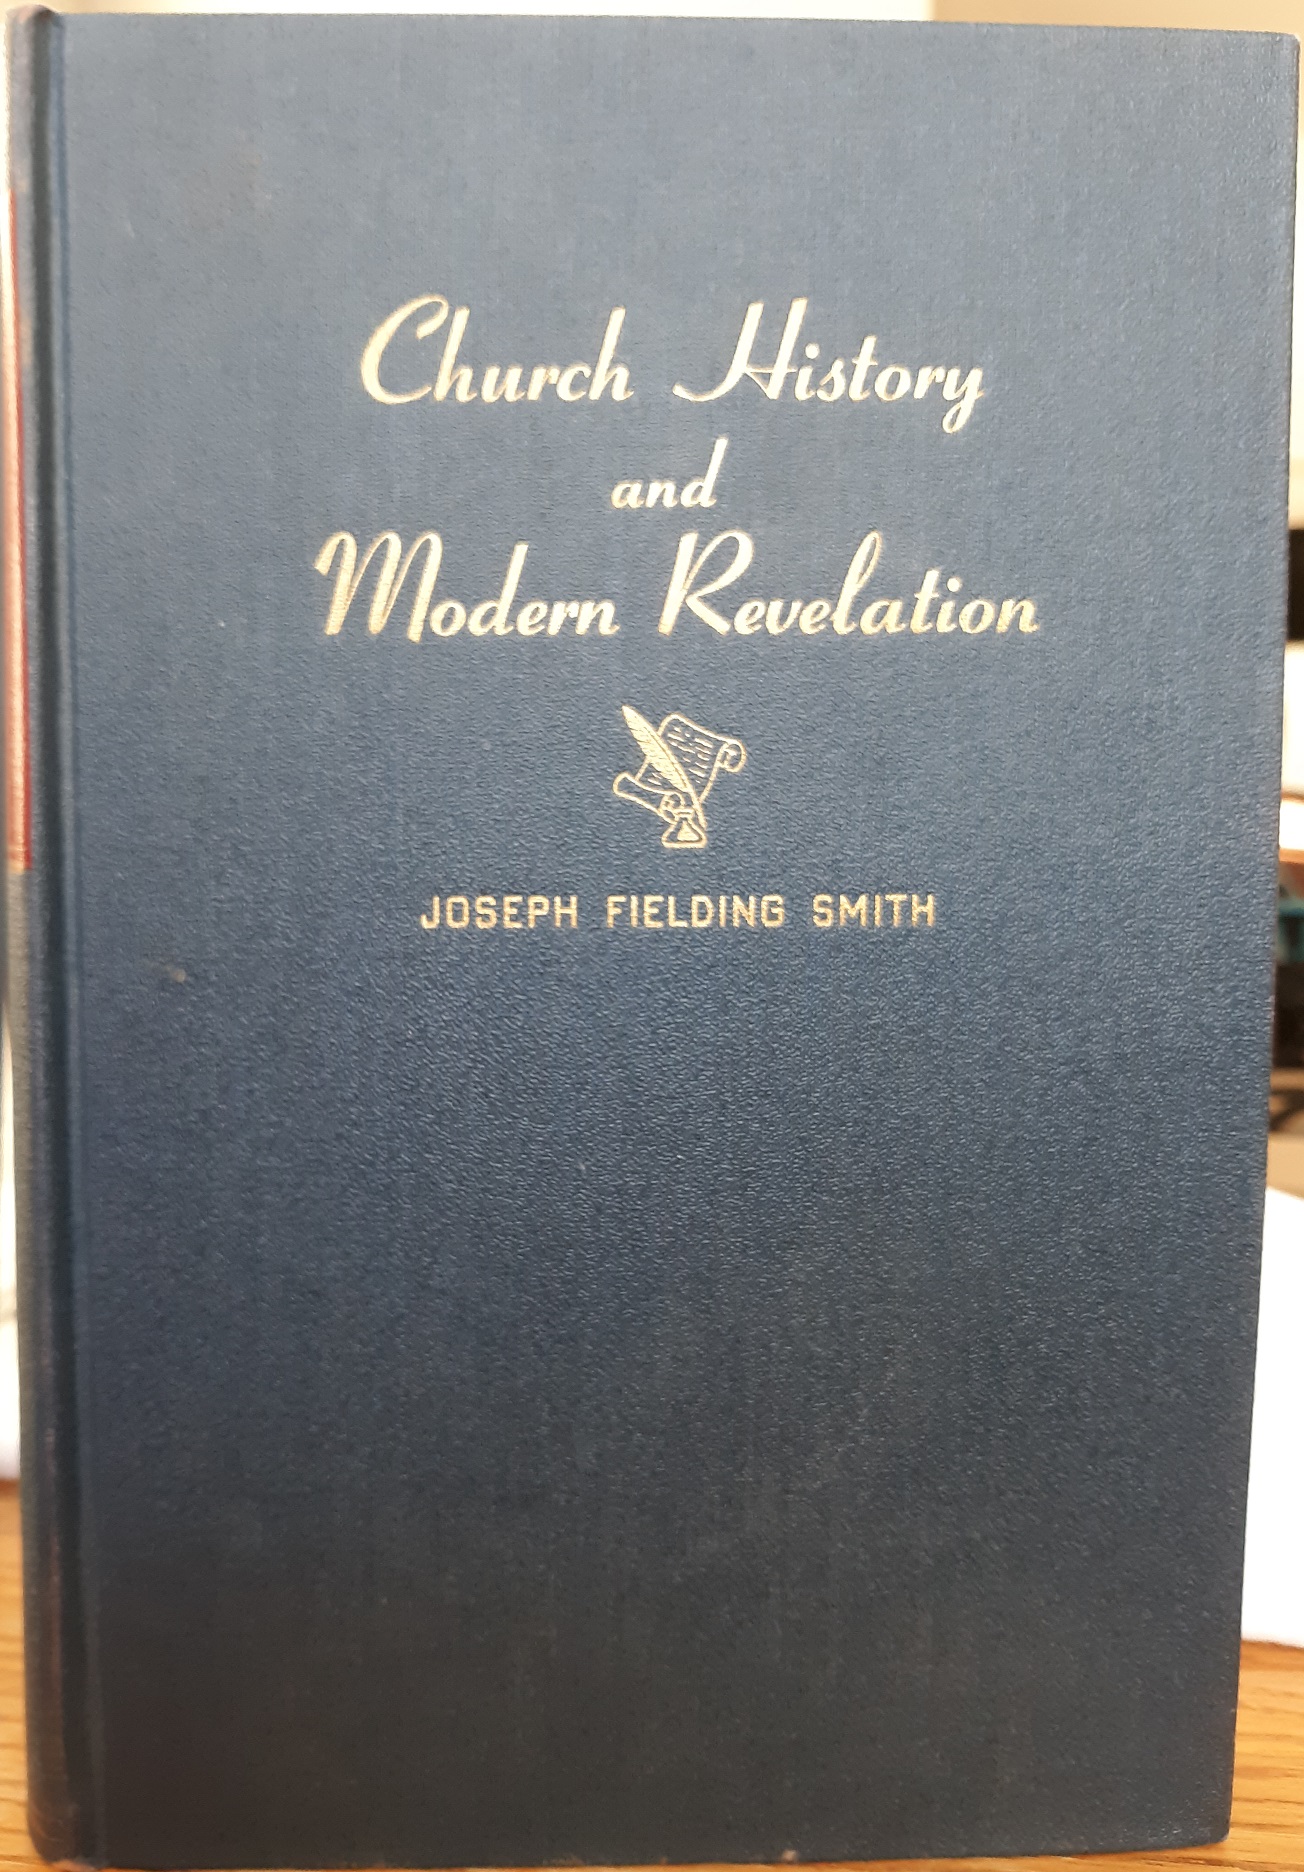 Church History
and
Modern Revelation
JOSEPH FIELDING SMITH